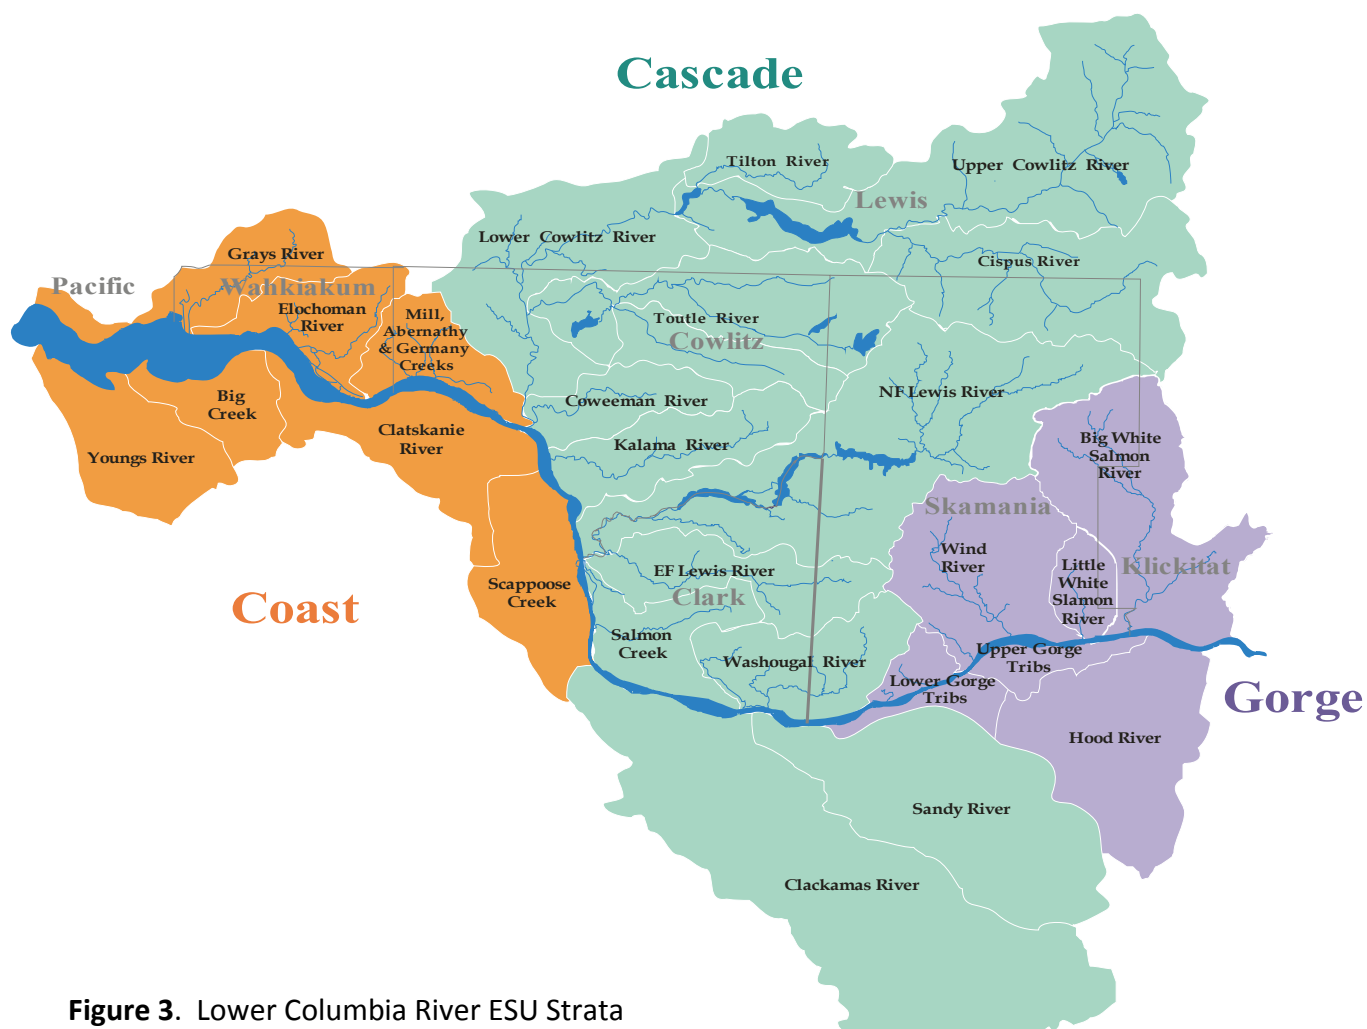 Cascade
Tilton River
Upper Cowlitz River
Lewis
Lower Cowlitz River
Grays River
Cispus River
Pacific
Wahkiakum
Elochoman
River
Mill,
Abernathy
& Germany
Creeks
Toutle River
Cowlitz
NF Lewis River
Big
Creek
Coweeman River
Clatskanie
River
Kalama River
Big White
Salmon
River
Youngs River
Skamania
Wind
River
Little
White
Slamon
River
Klickitat
EF Lewis River
Scappoose
Creek
Clark
Coast
Salmon
Creek
Washougal River
Upper Gorge
Tribs
Lower Gorge
Tribs
Gorge
Hood River
Sandy River
Clackamas River
Figure 3. Lower Columbia River ESU Strata